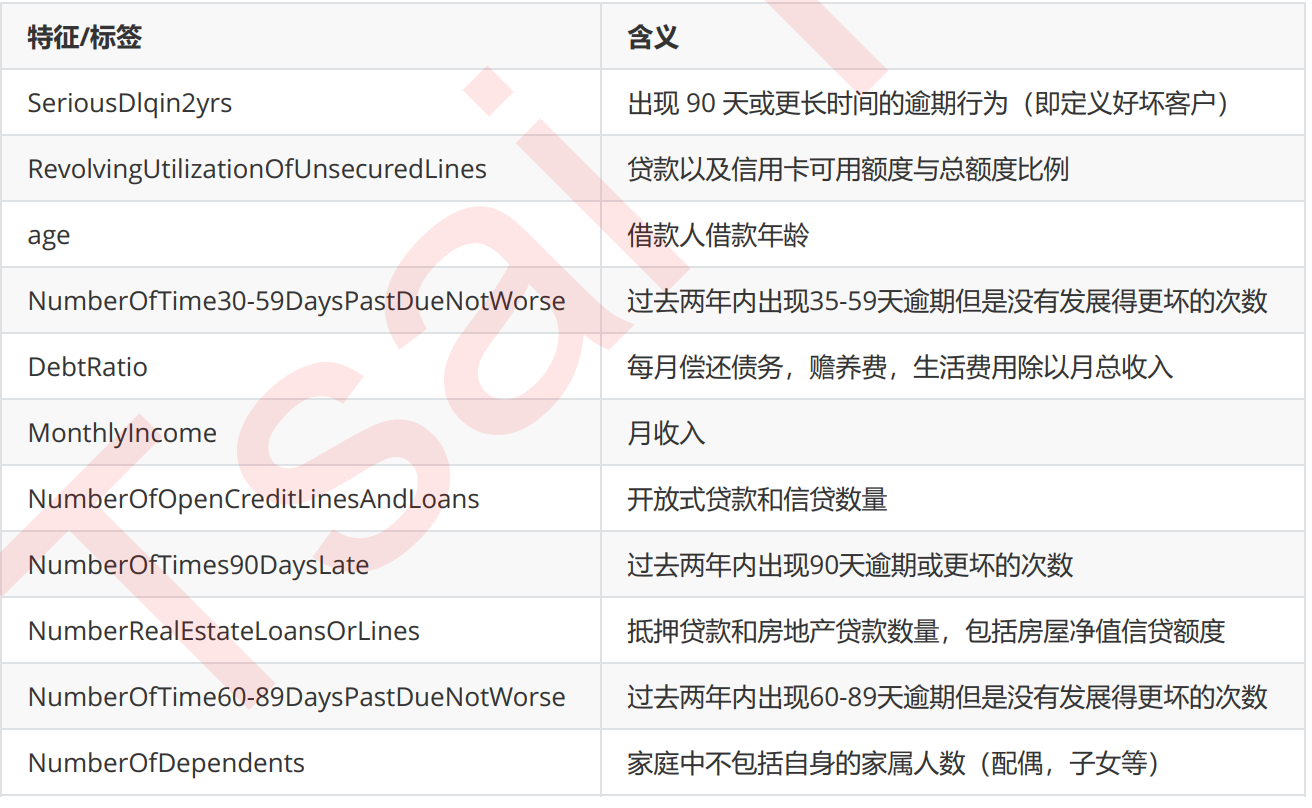 特征/标签 含义
SeriousDlqin2yrs 出现 90 天或更长时间的逾期行为（即定义好坏客户）
RevolvingUtilizationOfUnsecuredLines 贷款以及信用卡可用额度与总额度比例
age 借款人借款年龄
NumberOfTime30-59DaysPastDueNotWorse 过去两年内出现35-59天逾期但是没有发展得更坏的次数
DebtRatio 每月偿还债务，赡养费，生活费用除以月总收入
MonthlyIncome 月收入
NumberOfOpenCreditLinesAndLoans 开放式贷款和信贷数量
NumberOfTimes90DaysLate 过去两年内出现90天逾期或更坏的次数
NumberRealEstateLoansOrLines 抵押贷款和房地产贷款数量，包括房屋净值信贷额度
NumberOfTime60-89DaysPastDueNotWorse 过去两年内出现60-89天逾期但是没有发展得更坏的次数
NumberOfDependents 家庭中不包括自身的家属人数（配偶，子女等）
Tsai